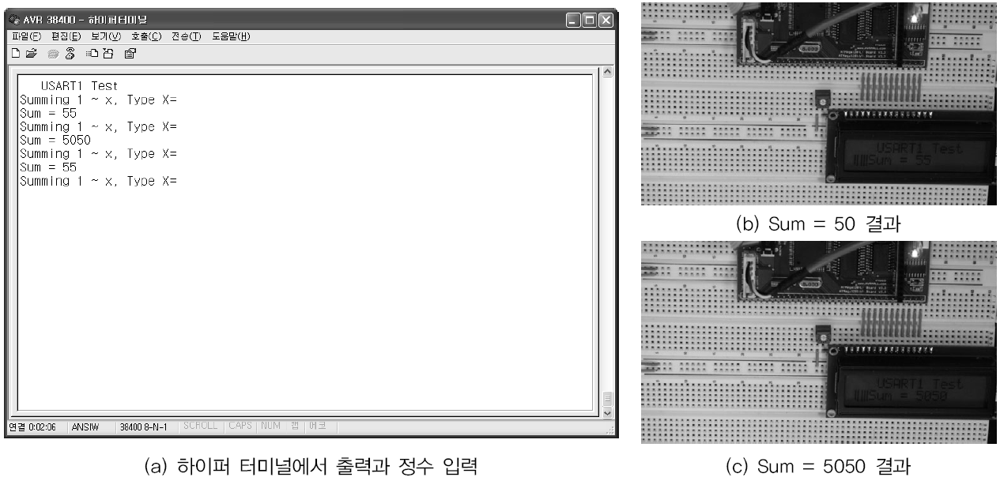 AVR 38400 - 하이퍼터미널
파일(F) 편집(E) 보기(V) 호출(C) 전송(T) 도움말(H)
USART1 Test
Summing 1 ~ x, Type X=
Sum = 55
Summing 1 ~ x, Type X=
Sum = 5050
Summing 1 ~ x, Type X=
Sum = 55
Summing 1 ~ x, Type X=
연결 0:02:06 ANSIW 38400 8-N-1 SCROLL CAPS NUM 캡 에코
(a) 하이퍼 터미널에서 출력과 정수 입력
8.000
USART1 Test
Sum = 55
(b) Sum = 50 결과
8.000
USART1 Test
Sum = 5050
(c) Sum = 5050 결과